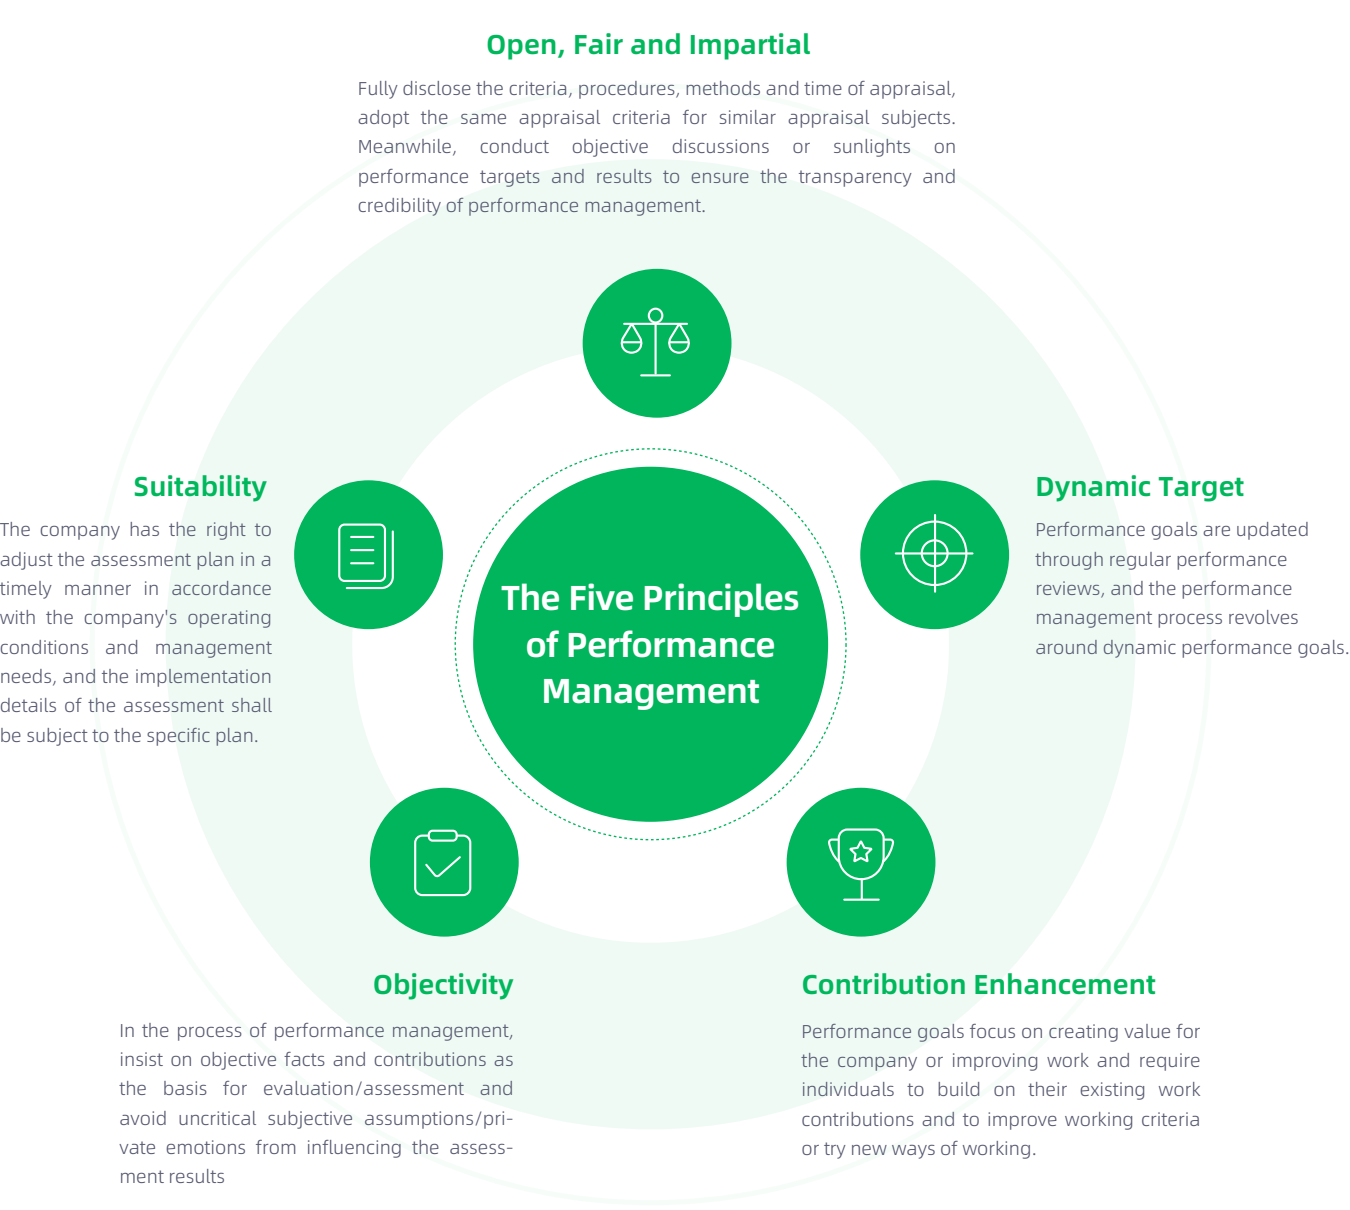 Open, Fair and Impartial
Fully disclose the criteria, procedures, methods and time of appraisal,
adopt the same appraisal criteria for similar appraisal subjects.
Meanwhile, conduct objective discussions or sunlights on
performance targets and results to ensure the transparency and
credibility of performance management.
Suitability
The company has the right to
adjust the assessment plan in a
timely manner in accordance
with the company's operating
conditions and management
needs, and the implementation
details of the assessment shall
be subject to the specific plan.
The Five Principles
of Performance
Management
Dynamic Target
Performance goals are updated
through regular performance
reviews, and the performance
management process revolves
around dynamic performance goals.
Objectivity
In the process of performance management,
insist on objective facts and contributions as
the basis for evaluation/assessment and
avoid uncritical subjective assumptions/pri-
vate emotions from influencing the assess-
ment results
Contribution Enhancement
Performance goals focus on creating value for
the company or improving work and require
individuals to build on their existing work
contributions and to improve working criteria
or try new ways of working.